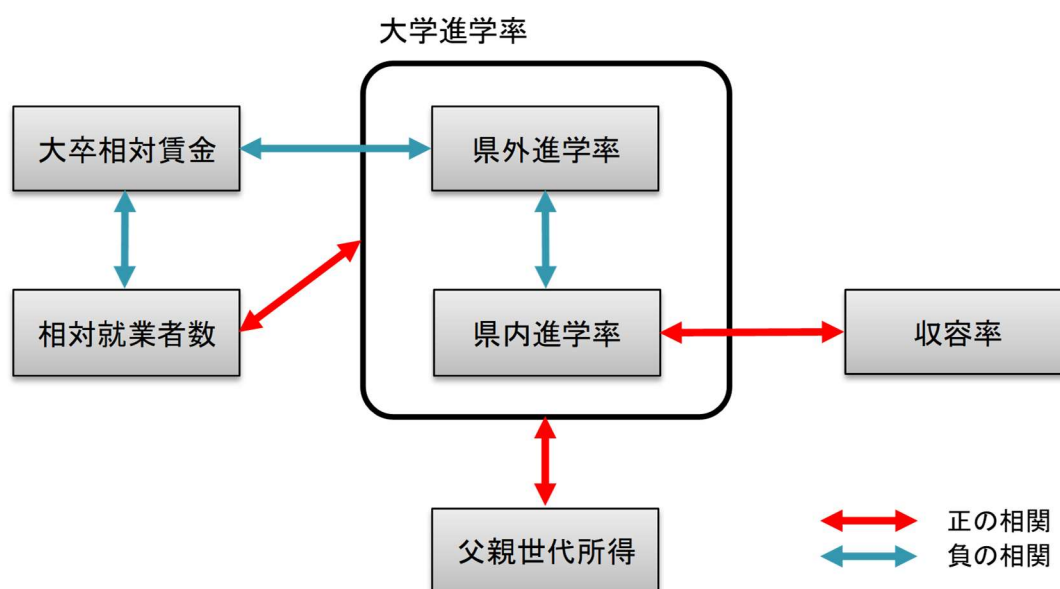 大学進学率
大卒相対賃金
県外進学率
相対就業者数
県内進学率
収容率
父親世代所得
正の相関
負の相関